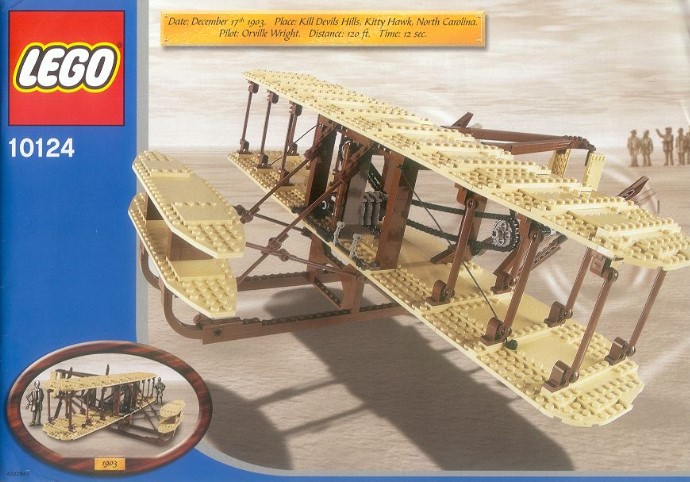 Date: December 17th 1903. Place: Kill Devils Hills, Kitty Hawk, North Carolina.
Pilot: Orville Wright. Distance: 120 ft. Time: 12 sec.
LEGO
10124
1903